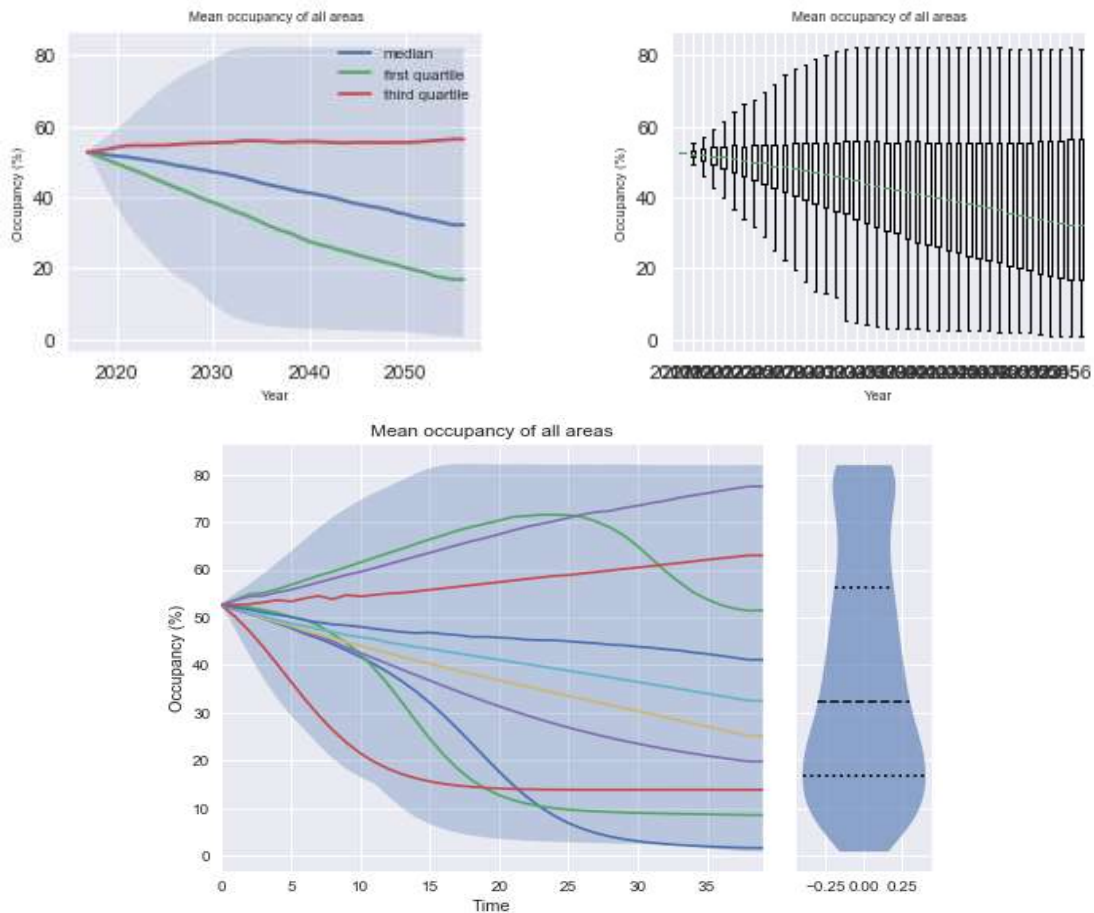 Mean occupancy of all areas
80
60
40
20
0
Occupancy (%)
median
first quartile
third quartile
2020 2030 2040 2050
Year
Mean occupancy of all areas
80
60
40
20
0
Occupancy (%)
Year
Mean occupancy of all areas
80
70
60
50
40
30
20
10
0
Occupancy (%)
0 5 10 15 20 25 30 35
Time
−0.25 0.00 0.25